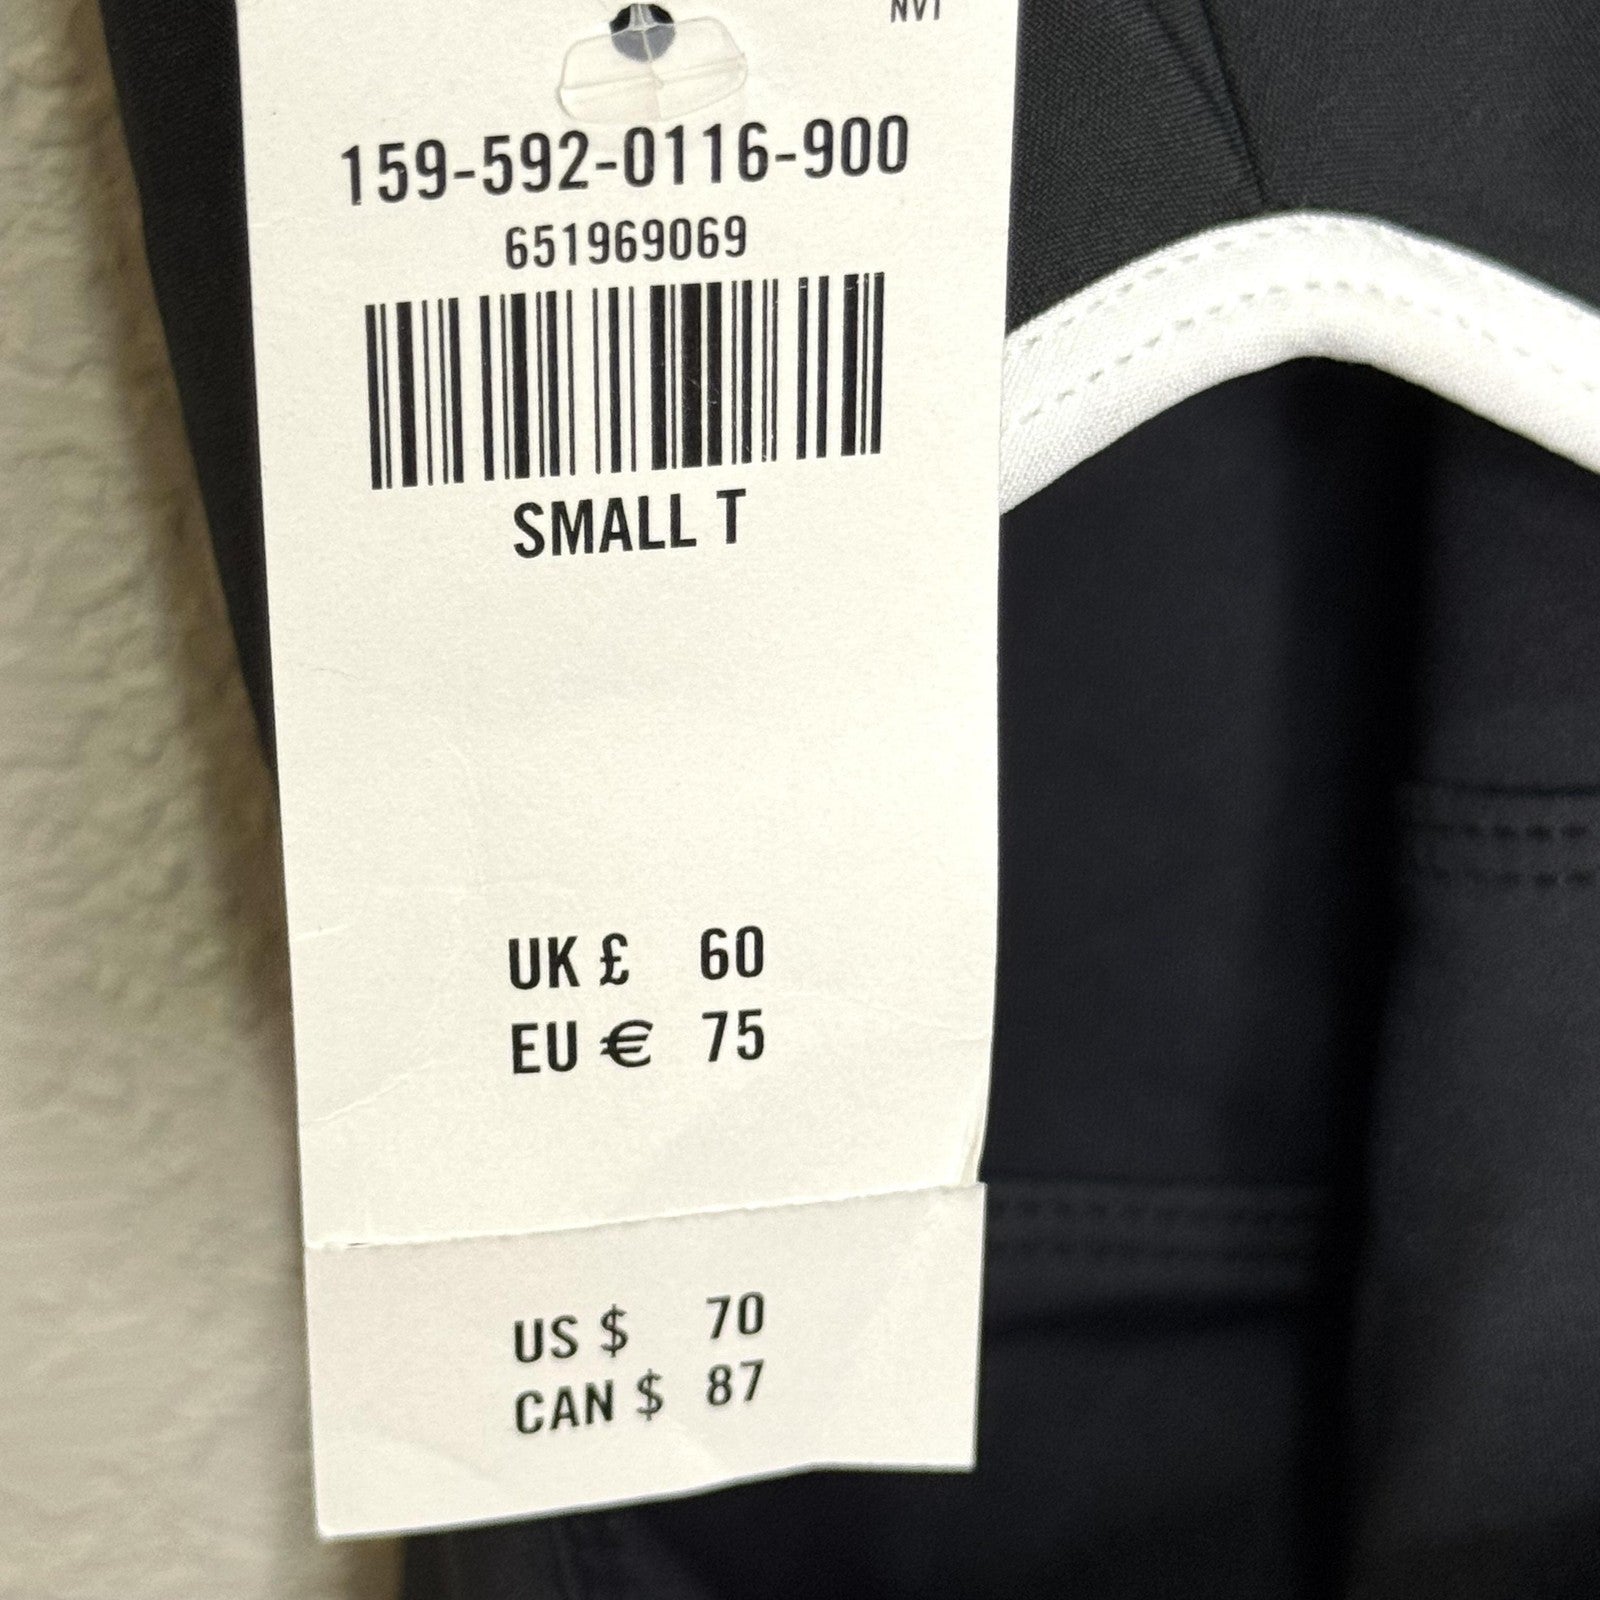 159-592-0116-900
651969069
SMALL T
UK £ 60
EU € 75
US $ 70
CAN $ 87